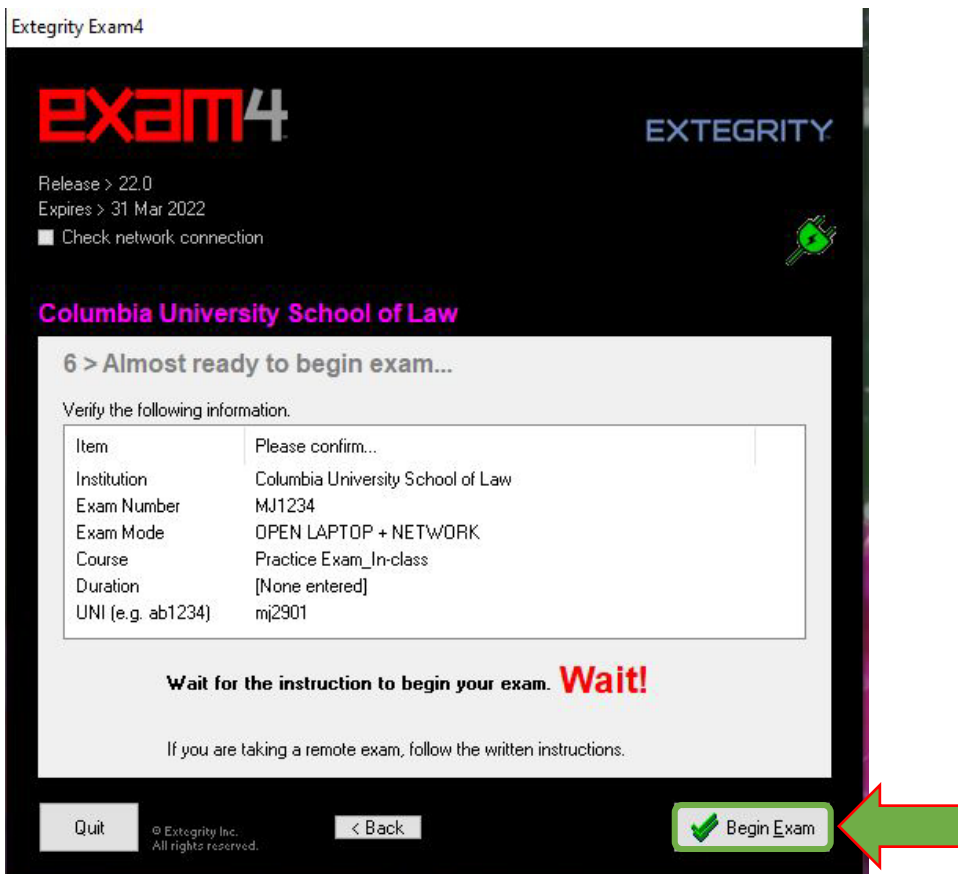 Extegrity Exam4
exam4
EXTEGRITY
Release > 22.0
Expires > 31 Mar 2022
Check network connection
Columbia University School of Law
6 > Almost ready to begin exam...
Verify the following information.
Item Please confirm...
Institution Columbia University School of Law
Exam Number MJ1234
Exam Mode OPEN LAPTOP + NETWORK
Course Practice Exam_In-class
Duration [None entered]
UNI (e.g. ab1234) mj2901
Wait for the instruction to begin your exam. Wait!
If you are taking a remote exam, follow the written instructions.
Quit
© Extegrity Inc.
All rights reserved.
< Back
Begin Exam